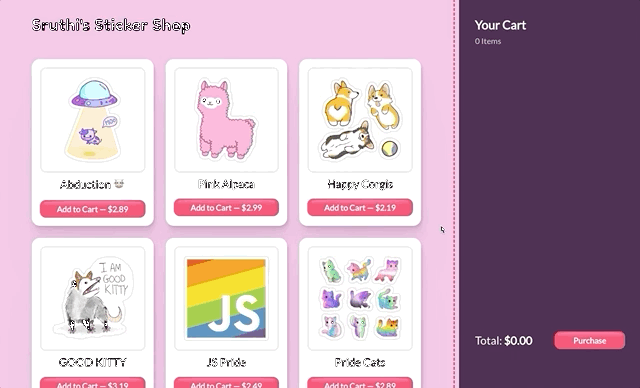 Sruthi's Sticker Shop
Your Cart
0 Items
MOO
Abduction
Pink Alpaca
Happy Corgis
Add to Cart — $2.89
Add to Cart — $2.99
Add to Cart — $2.19
I AM
GOOD
KITTY
JS
GOOD KITTY
JS Pride
Pride Cats
Add to Cart — $3.19
Add to Cart — $2.49
Add to Cart — $2.89
Total: $0.00
Purchase